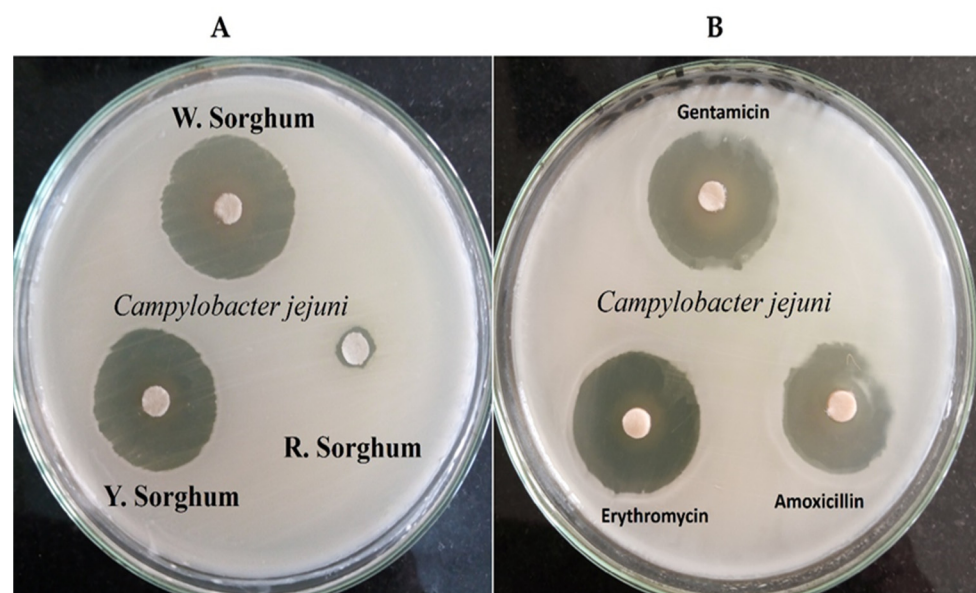 A
B
W. Sorghum
Campylobacter jejuni
R. Sorghum
Y. Sorghum
Gentamicin
Campylobacter jejuni
Erythromycin
Amoxicillin